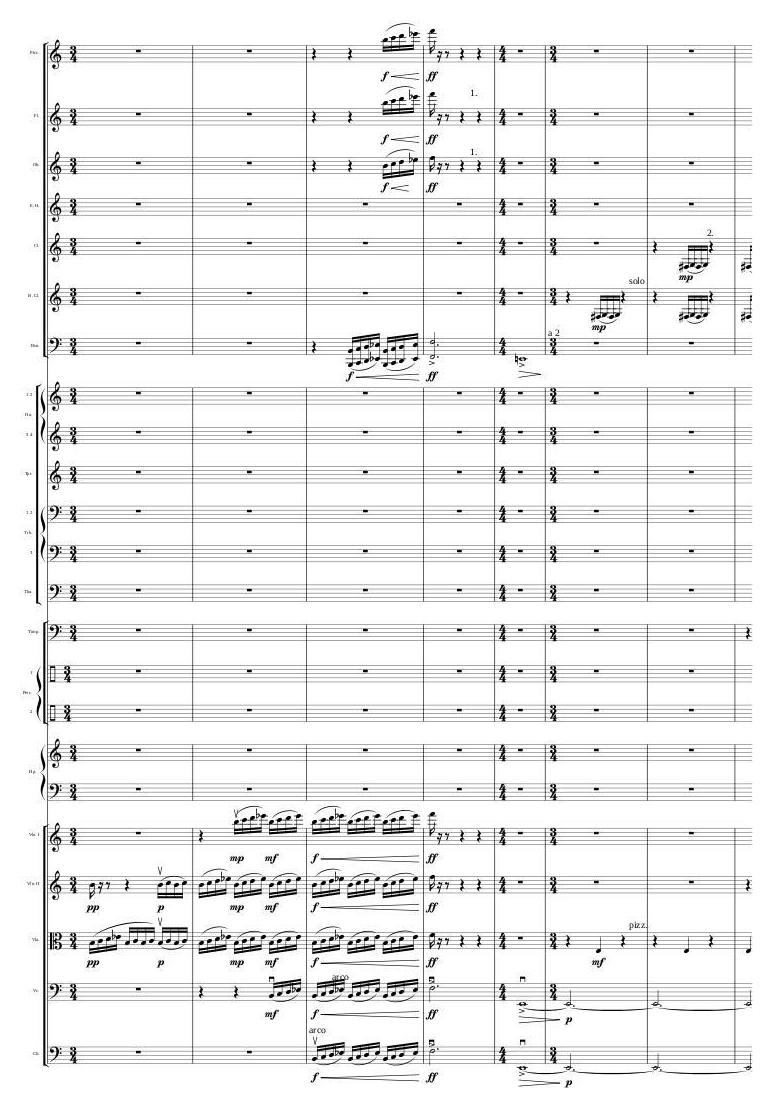 Picc.
f
ff
1.
Fl.
f
ff
1.
Ob.
f
ff
E. H.
2.
Cl.
mp
solo
B. Cl.
mp
a 2
Bsn.
f
ff
1 2
Hn.
3 4
Tpt.
1 2
Tbn.
3
Tba.
Timp.
1
Perc.
2
Hp.
Vln. I
mp
mf
f
ff
Vln. II
pp
p
mp
mf
f
ff
pizz.
Vla.
pp
p
mp
mf
f
ff
mf
arco
Vc.
mf
f
ff
p
arco
Cb.
f
ff
p